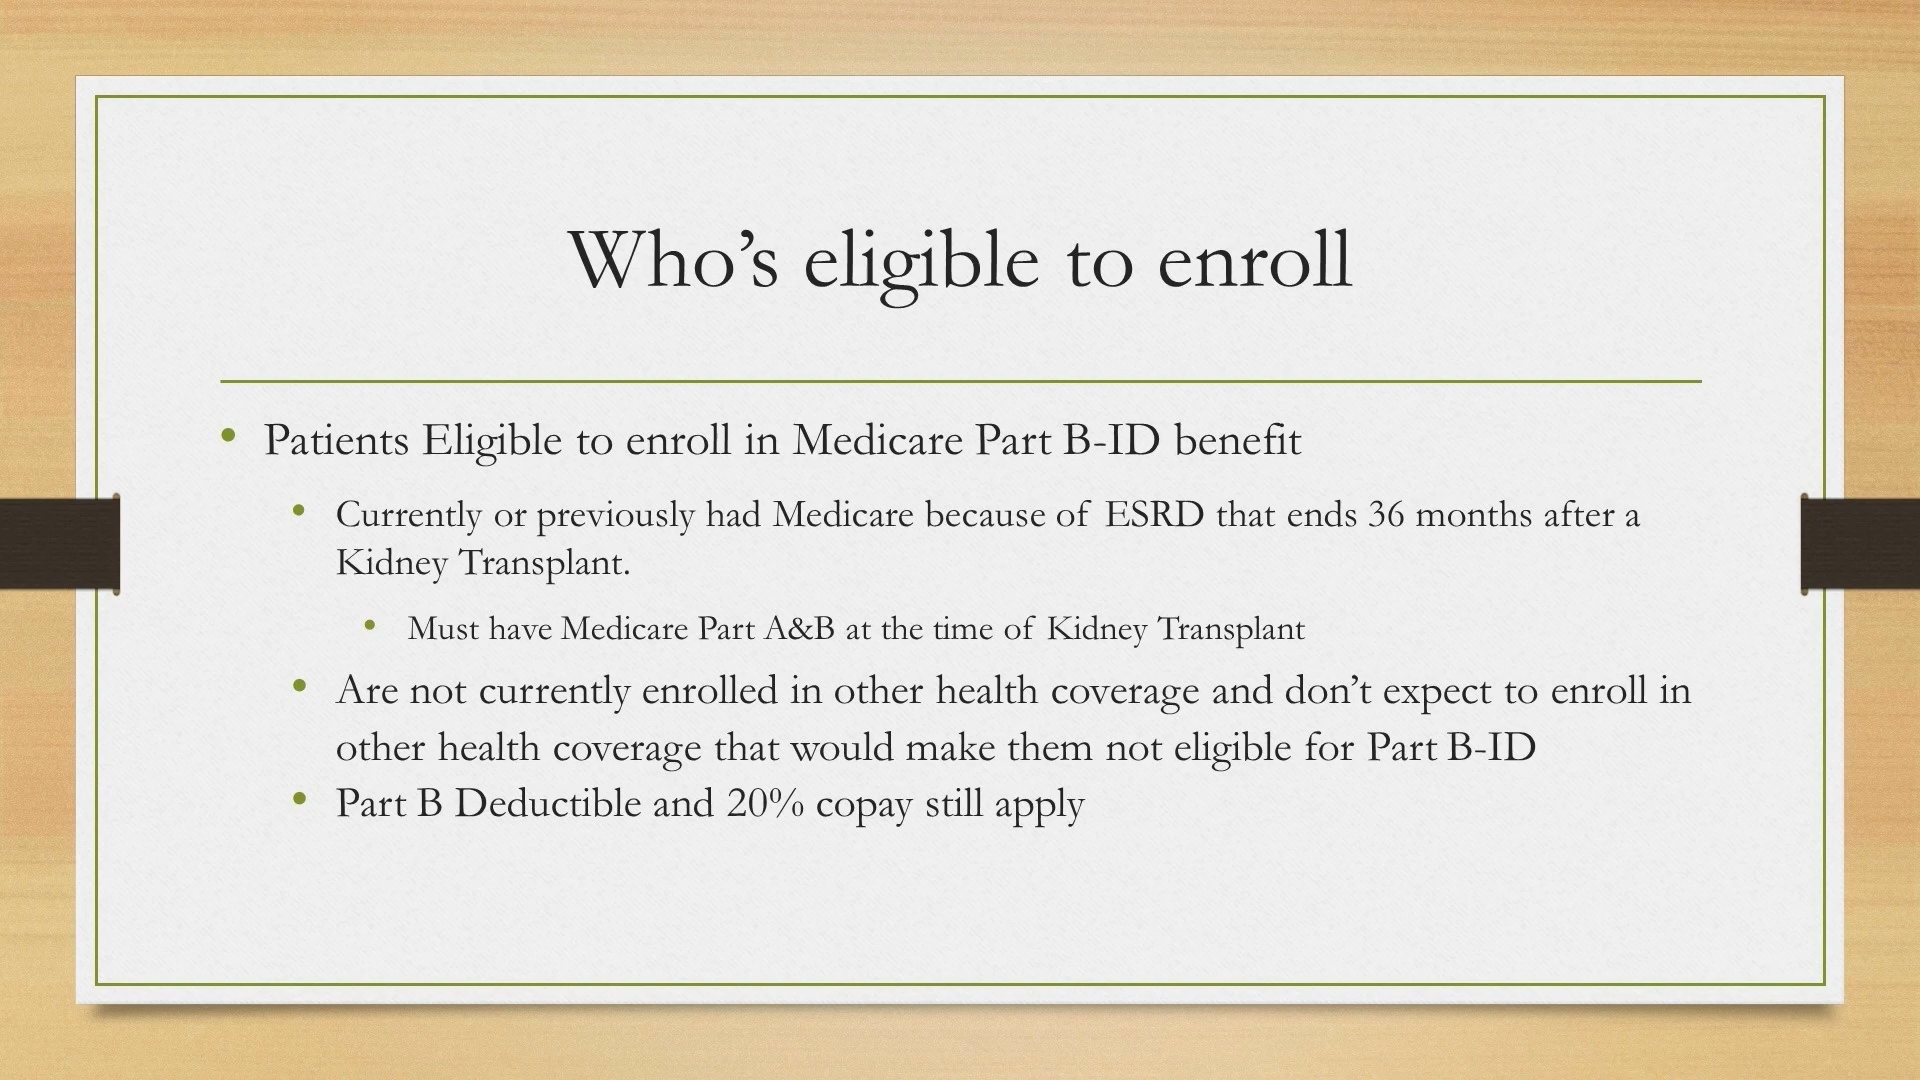 Who’s eligible to enroll
• Patients Eligible to enroll in Medicare Part B-ID benefit
• Currently or previously had Medicare because of ESRD that ends 36 months after a
Kidney Transplant.
• Must have Medicare Part A&B at the time of Kidney Transplant
• Are not currently enrolled in other health coverage and don’t expect to enroll in
other health coverage that would make them not eligible for Part B-ID
• Part B Deductible and 20% copay still apply